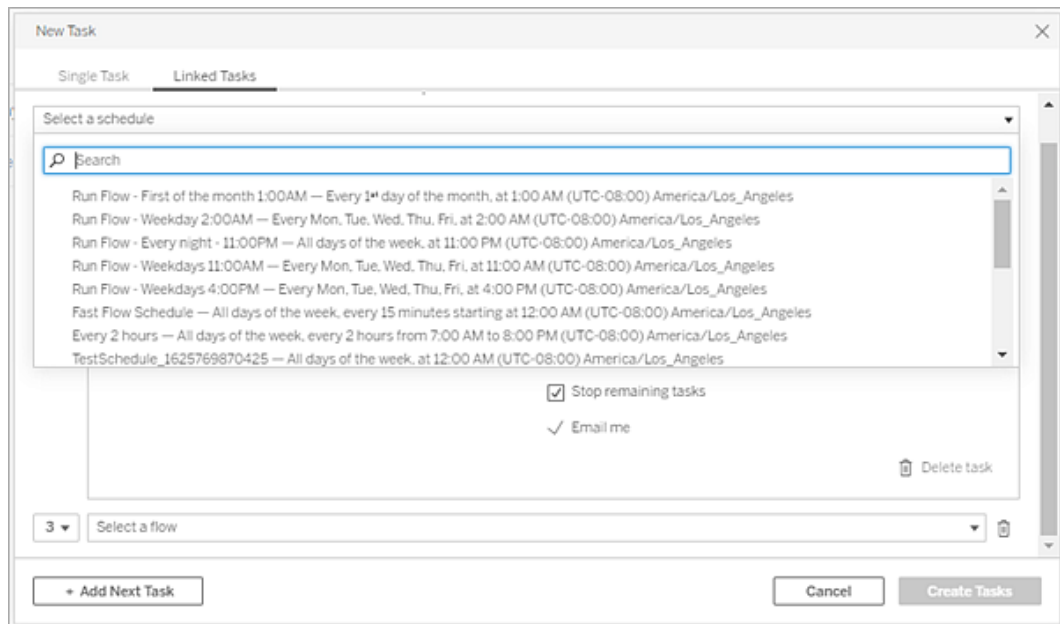 New Task
Single Task Linked Tasks
Select a schedule
Search
Run Flow - First of the month 1:00AM — Every 1st day of the month, at 1:00 AM (UTC-08:00) America/Los_Angeles
Run Flow - Weekday 2:00AM — Every Mon, Tue, Wed, Thu, Fri, at 2:00 AM (UTC-08:00) America/Los_Angeles
Run Flow - Every night - 11:00PM — All days of the week, at 11:00 PM (UTC-08:00) America/Los_Angeles
Run Flow - Weekdays 11:00AM — Every Mon, Tue, Wed, Thu, Fri, at 11:00 AM (UTC-08:00) America/Los_Angeles
Run Flow - Weekdays 4:00PM — Every Mon, Tue, Wed, Thu, Fri, at 4:00 PM (UTC-08:00) America/Los_Angeles
Fast Flow Schedule — All days of the week, every 15 minutes starting at 12:00 AM (UTC-08:00) America/Los_Angeles
Every 2 hours — All days of the week, every 2 hours from 7:00 AM to 8:00 PM (UTC-08:00) America/Los_Angeles
TestSchedule_1625769870425 — All days of the week, at 12:00 AM (UTC-08:00) America/Los_Angeles
Stop remaining tasks
Email me
Delete task
3 Select a flow
+ Add Next Task Cancel Create Tasks